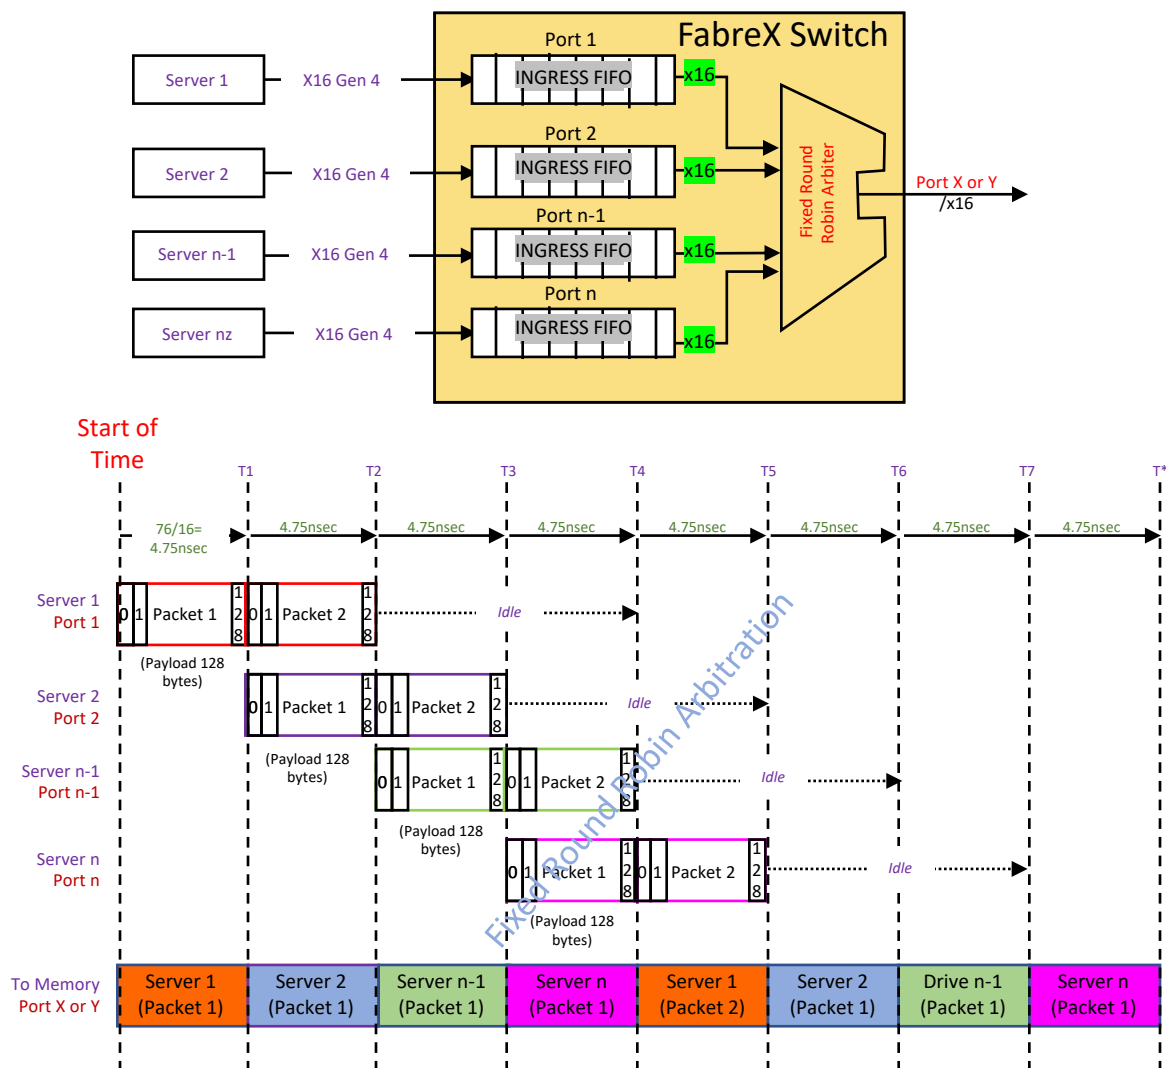 FabreX Switch
Port 1
Server 1
X16 Gen 4
INGRESS FIFO
x16
Port 2
Server 2
X16 Gen 4
INGRESS FIFO
x16
Fixed Round
Robin Arbiter
Port X or Y
/x16
Port n-1
Server n-1
X16 Gen 4
INGRESS FIFO
x16
Port n
Server nz
X16 Gen 4
INGRESS FIFO
x16
Start of
Time
T1
T2
T3
T4
T5
T6
T7
T*
76/16=
4.75nsec
4.75nsec
4.75nsec
4.75nsec
4.75nsec
4.75nsec
4.75nsec
4.75nsec
Server 1
Port 1
0 1 Packet 1 128
0 1 Packet 2 128
Idle
(Payload 128
bytes)
Server 2
Port 2
0 1 Packet 1 128
0 1 Packet 2 128
Idle
(Payload 128
bytes)
Server n-1
Port n-1
0 1 Packet 1 128
0 1 Packet 2 128
Idle
(Payload 128
bytes)
Server n
Port n
0 1 Packet 1 128
0 1 Packet 2 128
Idle
(Payload 128
bytes)
Fixed Round Robin Arbitration
To Memory
Port X or Y
Server 1
(Packet 1)
Server 2
(Packet 1)
Server n-1
(Packet 1)
Server n
(Packet 1)
Server 1
(Packet 2)
Server 2
(Packet 1)
Drive n-1
(Packet 1)
Server n
(Packet 1)